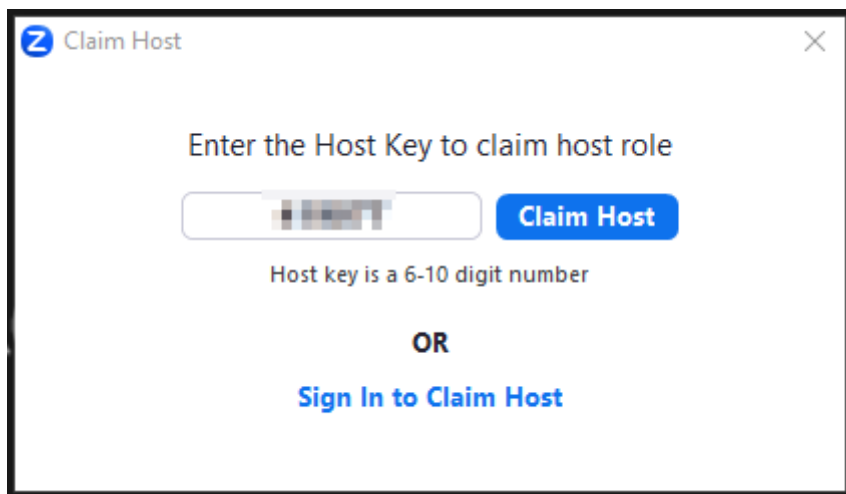 Claim Host
Enter the Host Key to claim host role
Claim Host
Host key is a 6-10 digit number
OR
Sign In to Claim Host